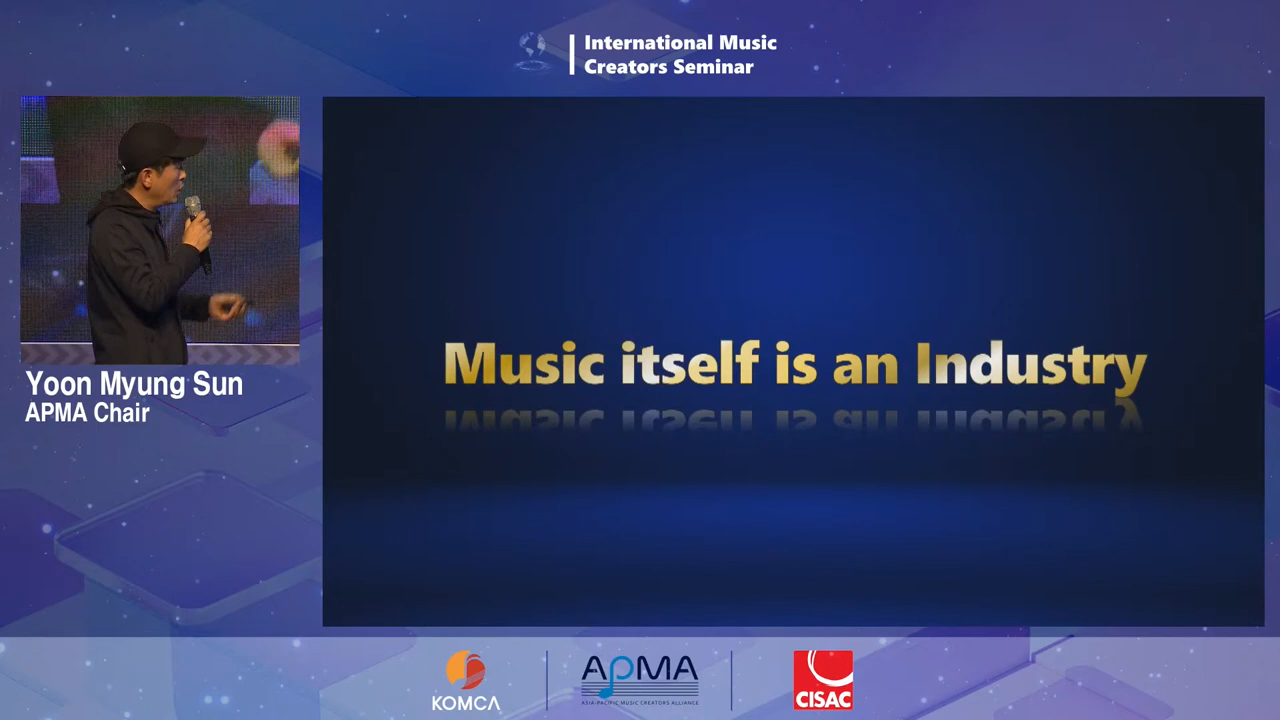 International Music
Creators Seminar
Music itself is an Industry
Yoon Myung Sun
APMA Chair
KOMCA
APMA
ASIA-PACIFIC MUSIC CREATORS ALLIANCE
CISAC